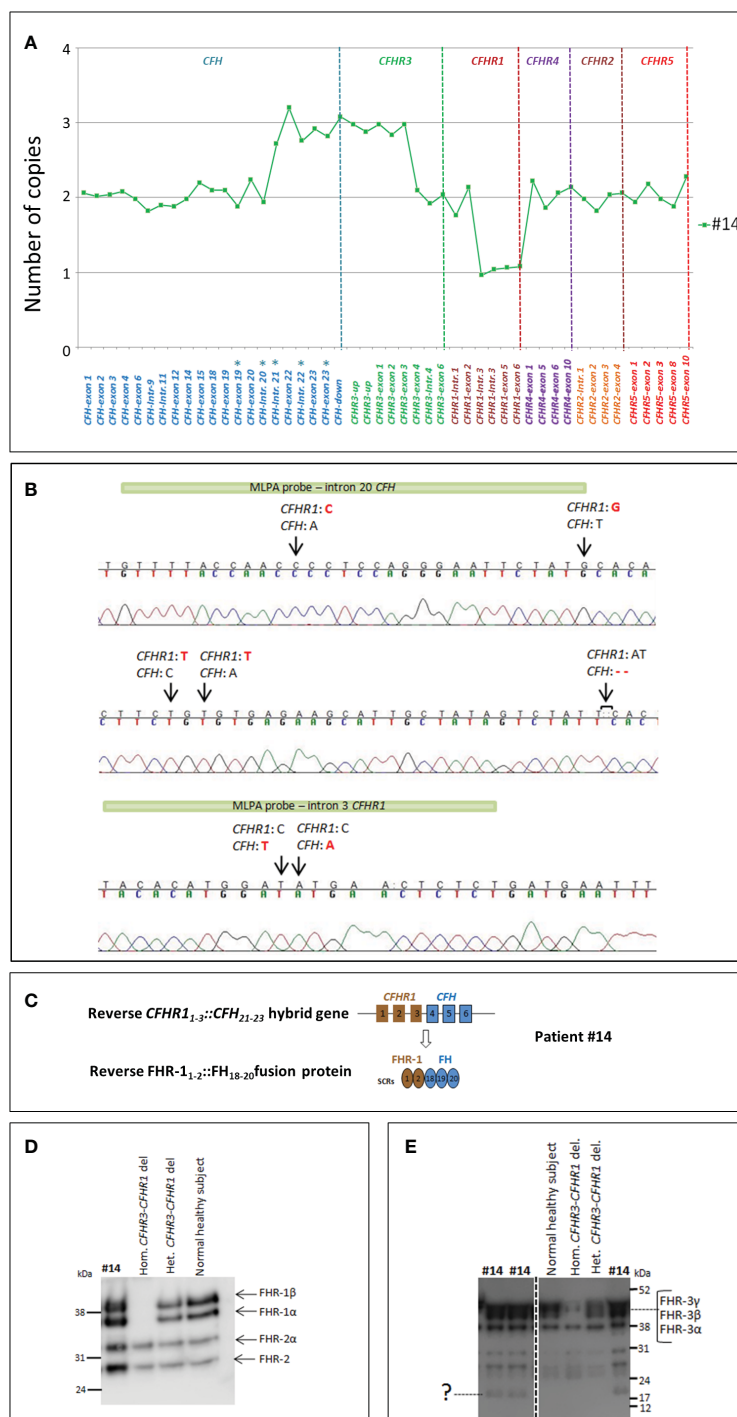 A
4
3
2
1
0
Number of copies
CFH
CFHR3
CFHR1
CFHR4
CFHR2
CFHR5
#14
* * * * *
CFH-exon 1
CFH-exon 2
CFH-exon 3
CFH-exon 4
CFH-exon 6
CFH-Intr-9
CFH-Intr. 11
CFH-exon 12
CFH-exon 14
CFH-exon 15
CFH-exon 18
CFH-exon 19
CFH-exon 19
CFH-exon 20
CFH-Intr. 20
CFH-Intr. 21
CFH-exon 22
CFH-Intr. 22
CFH-exon 23
CFH-exon 23
CFH-down
CFHR3-up
CFHR3-up
CFHR3-exon 1
CFHR3-exon 2
CFHR3-exon 3
CFHR3-exon 4
CFHR3-Intr.4
CFHR3-exon 6
CFHR1-Intr. 1
CFHR1-exon 2
CFHR1-Intr.3
CFHR1-Intr.3
CFHR1-exon 5
CFHR1-exon 6
CFHR4-exon 1
CFHR4-exon 5
CFHR4-exon 6
CFHR4-exon 10
CFHR2-Intr. 1
CFHR2-exon 2
CFHR2-exon 3
CFHR2-exon 4
CFHR5-exon 1
CFHR5-exon 2
CFHR5-exon 3
CFHR5-exon 8
CFHR5-exon 10
B
MLPA probe – intron 20 CFH
CFHR1: C
CFH: A
CFHR1: G
CFH: T
T G T T T T A C C A A C C C C T C C A G G G A A T T C T A T G C A C A
T G T T T T A C C A A C C C C T C C A G G G A A T T C T A T G C A C A
CFHR1: T
CFH: C
CFHR1: T
CFH: A
CFHR1: AT
CFH: - -
C T T C T G T G T G A G A A G C A T T G C T A T A G T C T A T T C A C
C T T C T G T G T G A G A A G C A T T G C T A T A G T C T A T T C A C
MLPA probe – intron 3 CFHR1
CFHR1: C
CFH: T
CFHR1: C
CFH: A
T A C A C A T G G A T A T G A A C T C T C T G A T G A A T T T
T A C A C A T G G A T A T G A A C T C T C T G A T G A A T T T
C
Reverse CFHR1₁₋₃::CFH₂₁₋₂₃ hybrid gene
CFHR1 CFH
1 2 3 4 5 6
Patient #14
Reverse FHR-1₁₋₂::FH₁₈₋₂₀fusion protein
FHR-1 FH
SCRs 1 2 18 19 20
D
kDa
#14
Hom. CFHR3-CFHR1 del
Het. CFHR3-CFHR1 del
Normal healthy subject
38
31
24
FHR-1β
FHR-1α
FHR-2α
FHR-2
E
#14 #14
Normal healthy subject
Hom. CFHR3-CFHR1 del.
Het. CFHR3-CFHR1 del.
#14
kDa
52
38
31
24
17
12
FHR-3γ
FHR-3β
FHR-3α
?